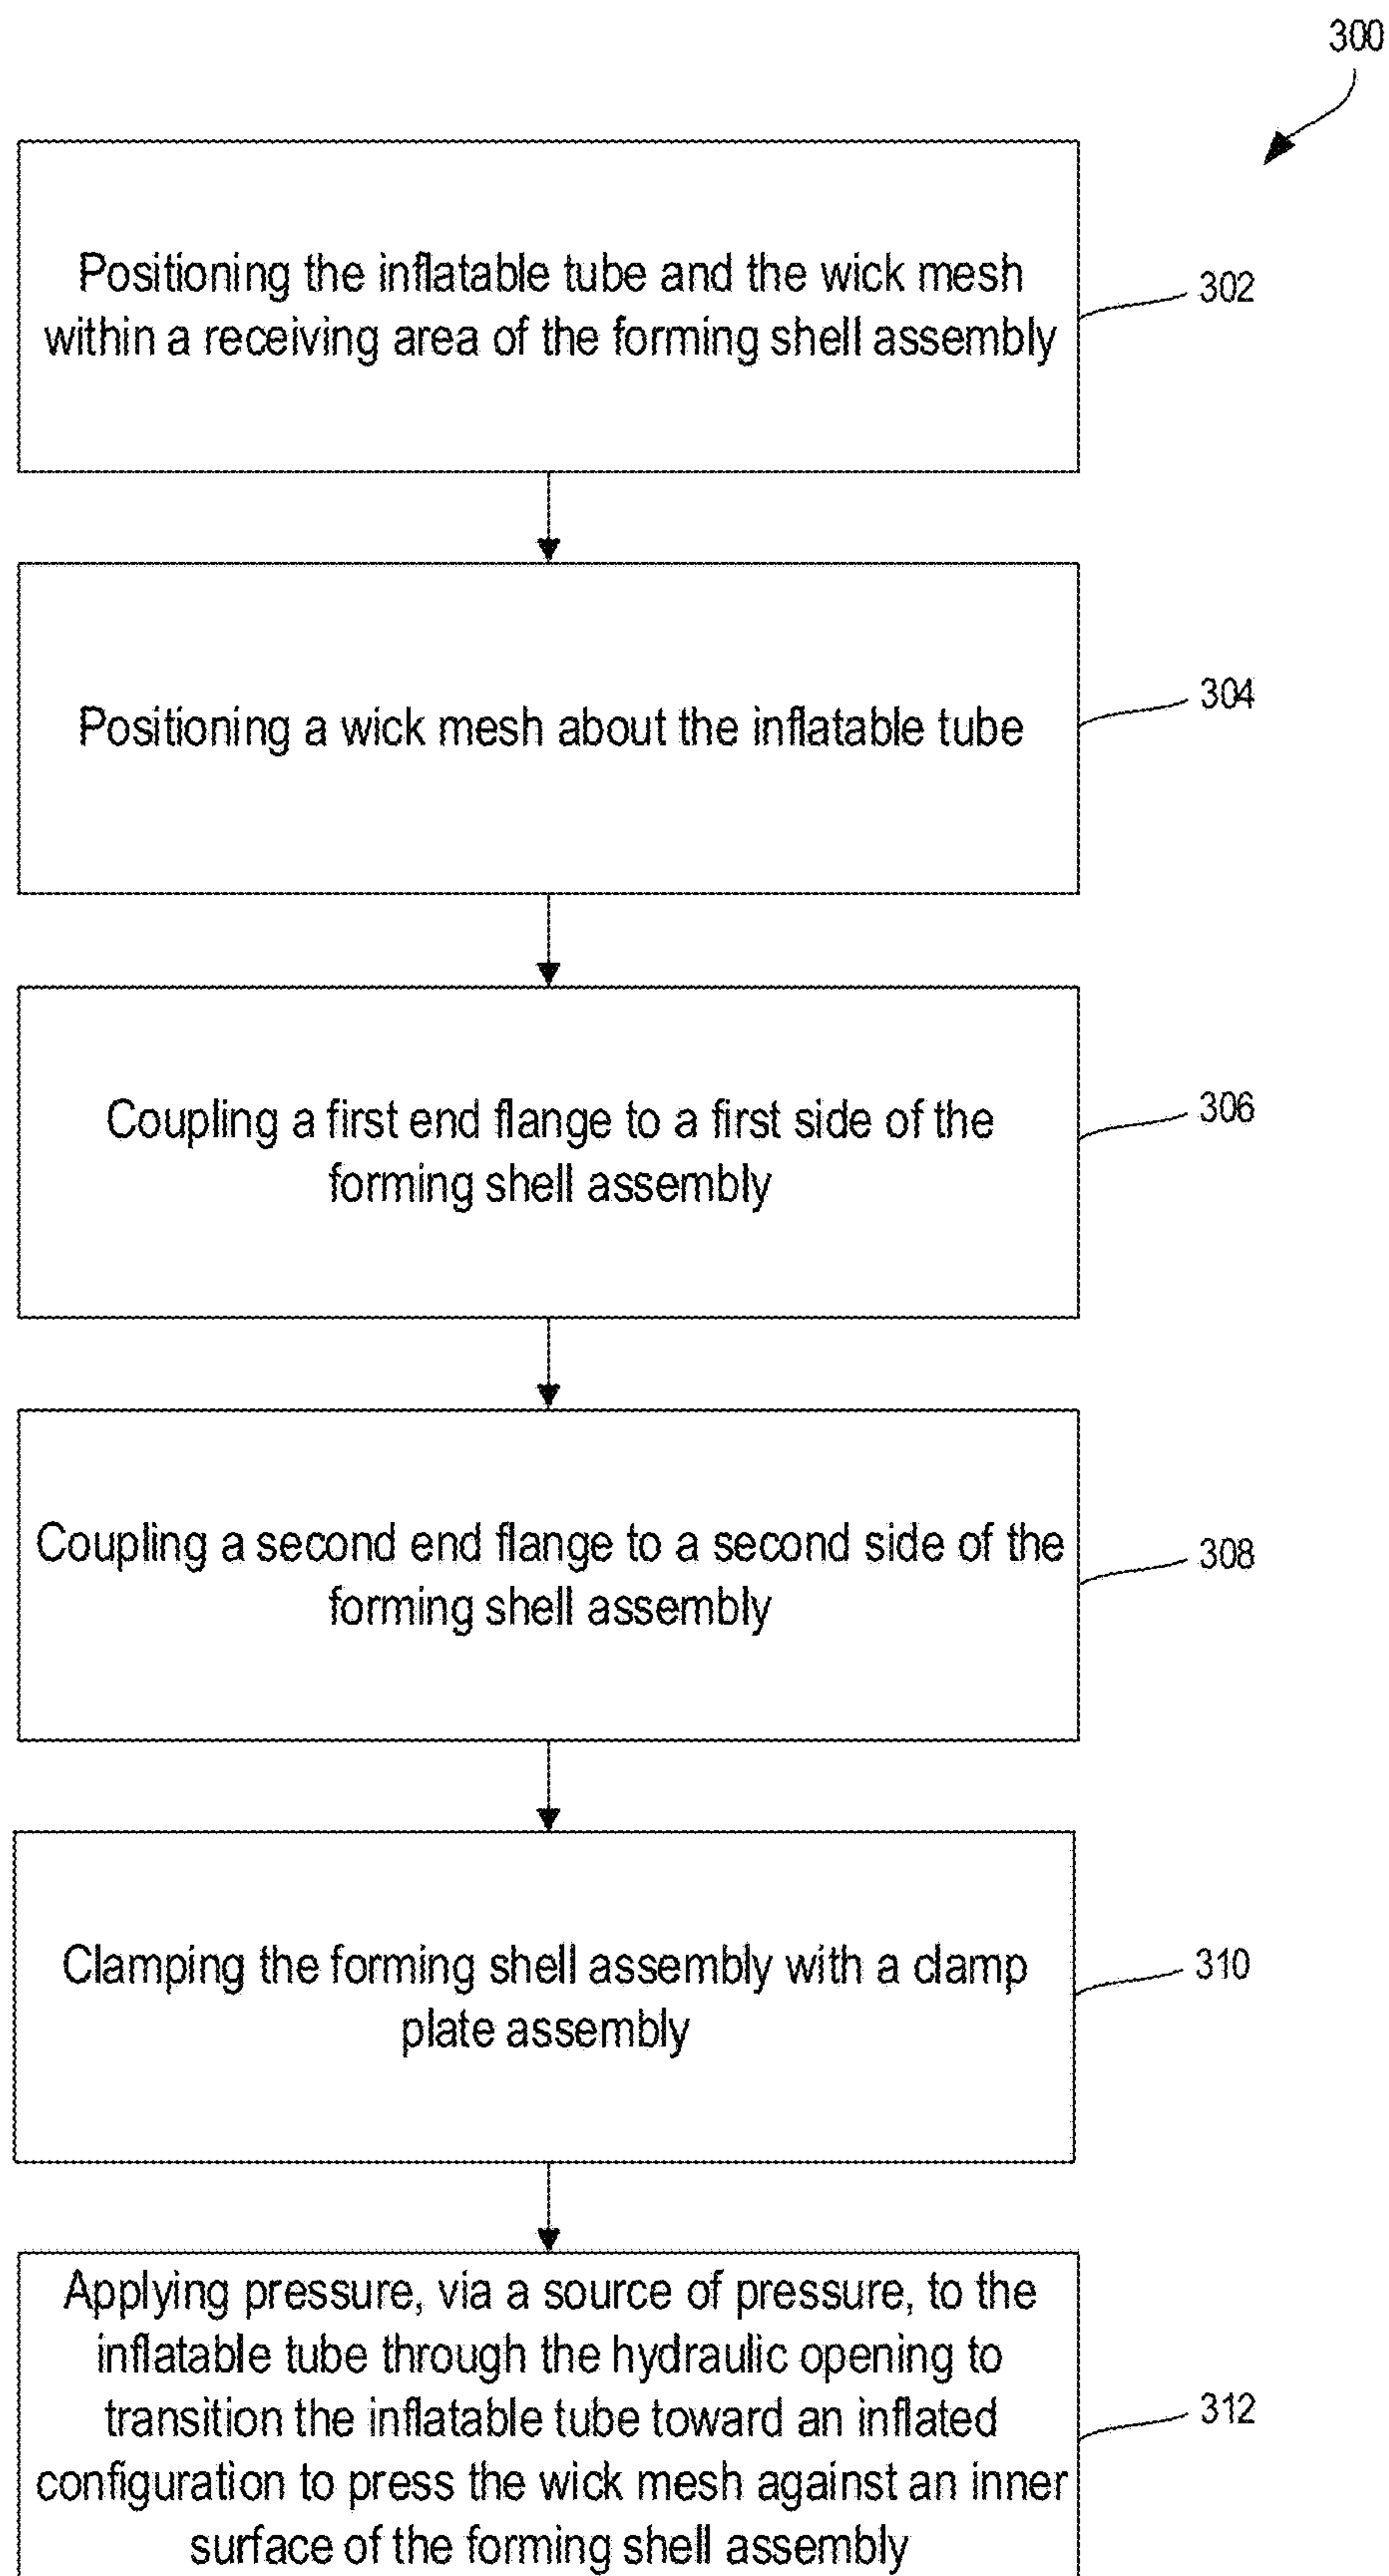 300
Positioning the inflatable tube and the wick mesh
within a receiving area of the forming shell assembly
302
Positioning a wick mesh about the inflatable tube
304
Coupling a first end flange to a first side of the
forming shell assembly
306
Coupling a second end flange to a second side of the
forming shell assembly
308
Clamping the forming shell assembly with a clamp
plate assembly
310
Applying pressure, via a source of pressure, to the
inflatable tube through the hydraulic opening to
transition the inflatable tube toward an inflated
configuration to press the wick mesh against an inner
surface of the forming shell assembly
312